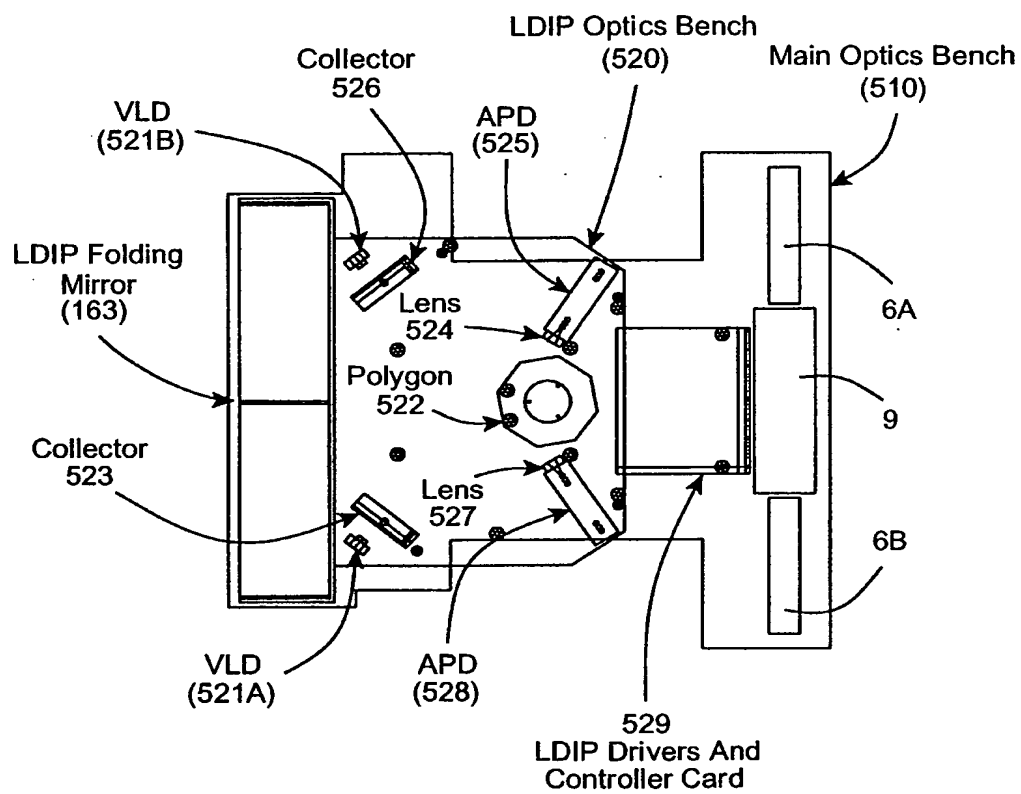 LDIP Optics Bench
(520)
Main Optics Bench
(510)
Collector
526
VLD
(521B)
APD
(525)
LDIP Folding
Mirror
(163)
Lens
524
6A
Polygon
522
9
Collector
523
Lens
527
6B
VLD
(521A)
APD
(528)
529
LDIP Drivers And
Controller Card